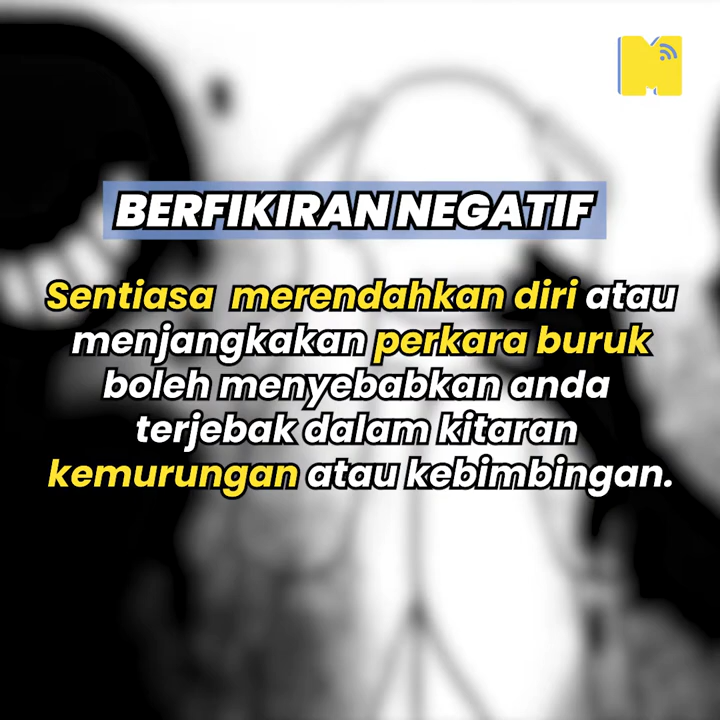 M
BERFIKIRAN NEGATIF
Sentiasa merendahkan diri atau
menjangkakan perkara buruk
boleh menyebabkan anda
terjebak dalam kitaran
kemurungan atau kebimbingan.